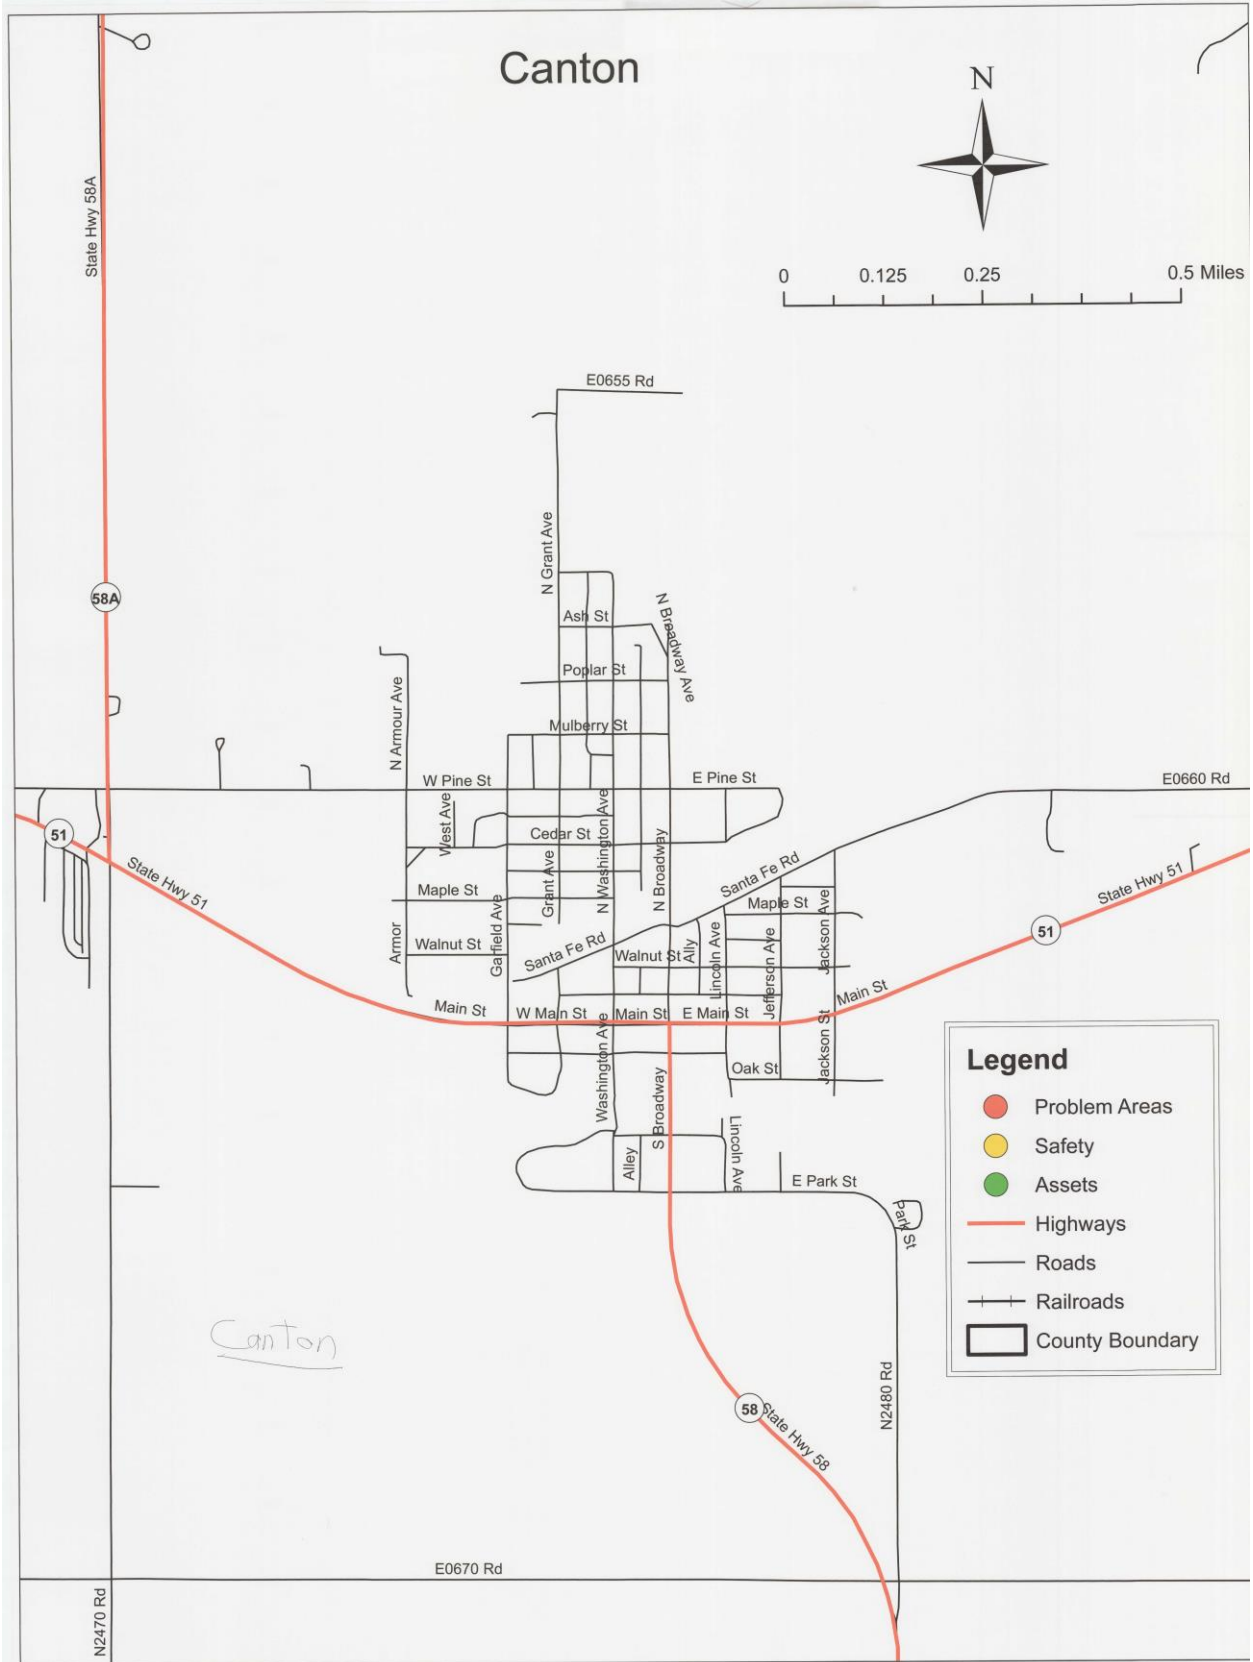 Canton
N
0 0.125 0.25 0.5 Miles
State Hwy 58A
E0655 Rd
N Grant Ave
58A
Ash St
N Broadway Ave
Poplar St
N Armour Ave
Mulberry St
W Pine St
E Pine St
E0660 Rd
51
West Ave
Cedar St
N Washington Ave
N Broadway
State Hwy 51
Maple St
Grant Ave
Santa Fe Rd
Maple St
State Hwy 51
51
Armor
Walnut St
Garfield Ave
Santa Fe Rd
Walnut St
Ally
Lincoln Ave
Jefferson Ave
Jackson Ave
Main St
W Main St
Main St
E Main St
Main St
Washington Ave
S Broadway
Oak St
Jackson St
Alley
Lincoln Ave
E Park St
Park St
Legend
Problem Areas
Safety
Assets
Highways
Roads
Railroads
County Boundary
Canton
58
State Hwy 58
N2480 Rd
E0670 Rd
N2470 Rd